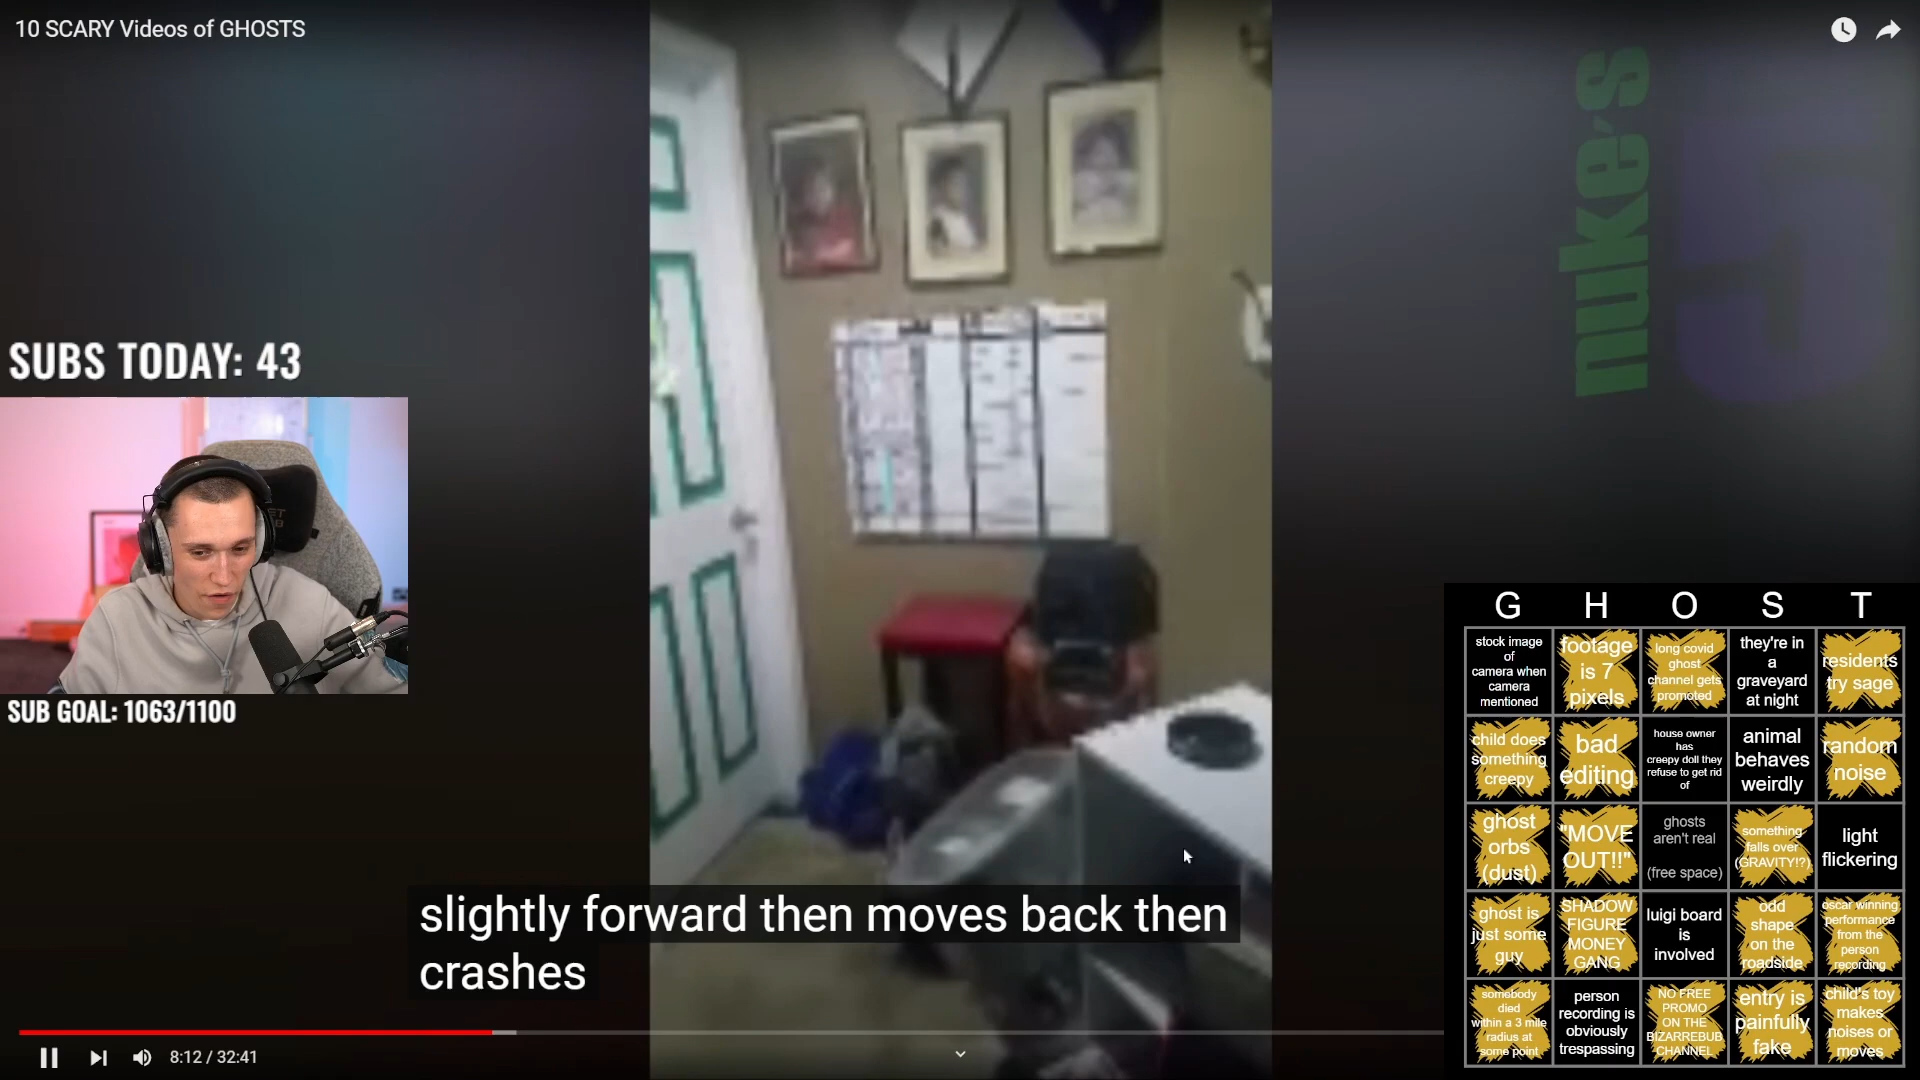 10 SCARY Videos of GHOSTS
nuke's
5
SUBS TODAY: 43
SUB GOAL: 1063/1100
slightly forward then moves back then
crashes
8:12 / 32:41
G H O S T
stock image
of
camera when
camera
mentioned
footage
is 7
pixels
long covid
ghost
channel gets
promoted
they're in
a
graveyard
at night
residents
try sage
child does
something
creepy
bad
editing
house owner
has
creepy doll they
refuse to get rid
of
animal
behaves
weirdly
random
noise
ghost
orbs
(dust)
"MOVE
OUT!!"
ghosts
aren't real
(free space)
something
falls over
(GRAVITY!?)
light
flickering
ghost is
just some
guy
SHADOW
FIGURE
MONEY
GANG
luigi board
is
involved
odd
shape
on the
roadside
oscar winning
performance
from the
person
recording
somebody
died
within a 3 mile
radius at
some point
person
recording is
obviously
trespassing
NO FREE
PROMO
ON THE
BIZARREBUB
CHANNEL
entry is
painfully
fake
child's toy
makes
noises or
moves